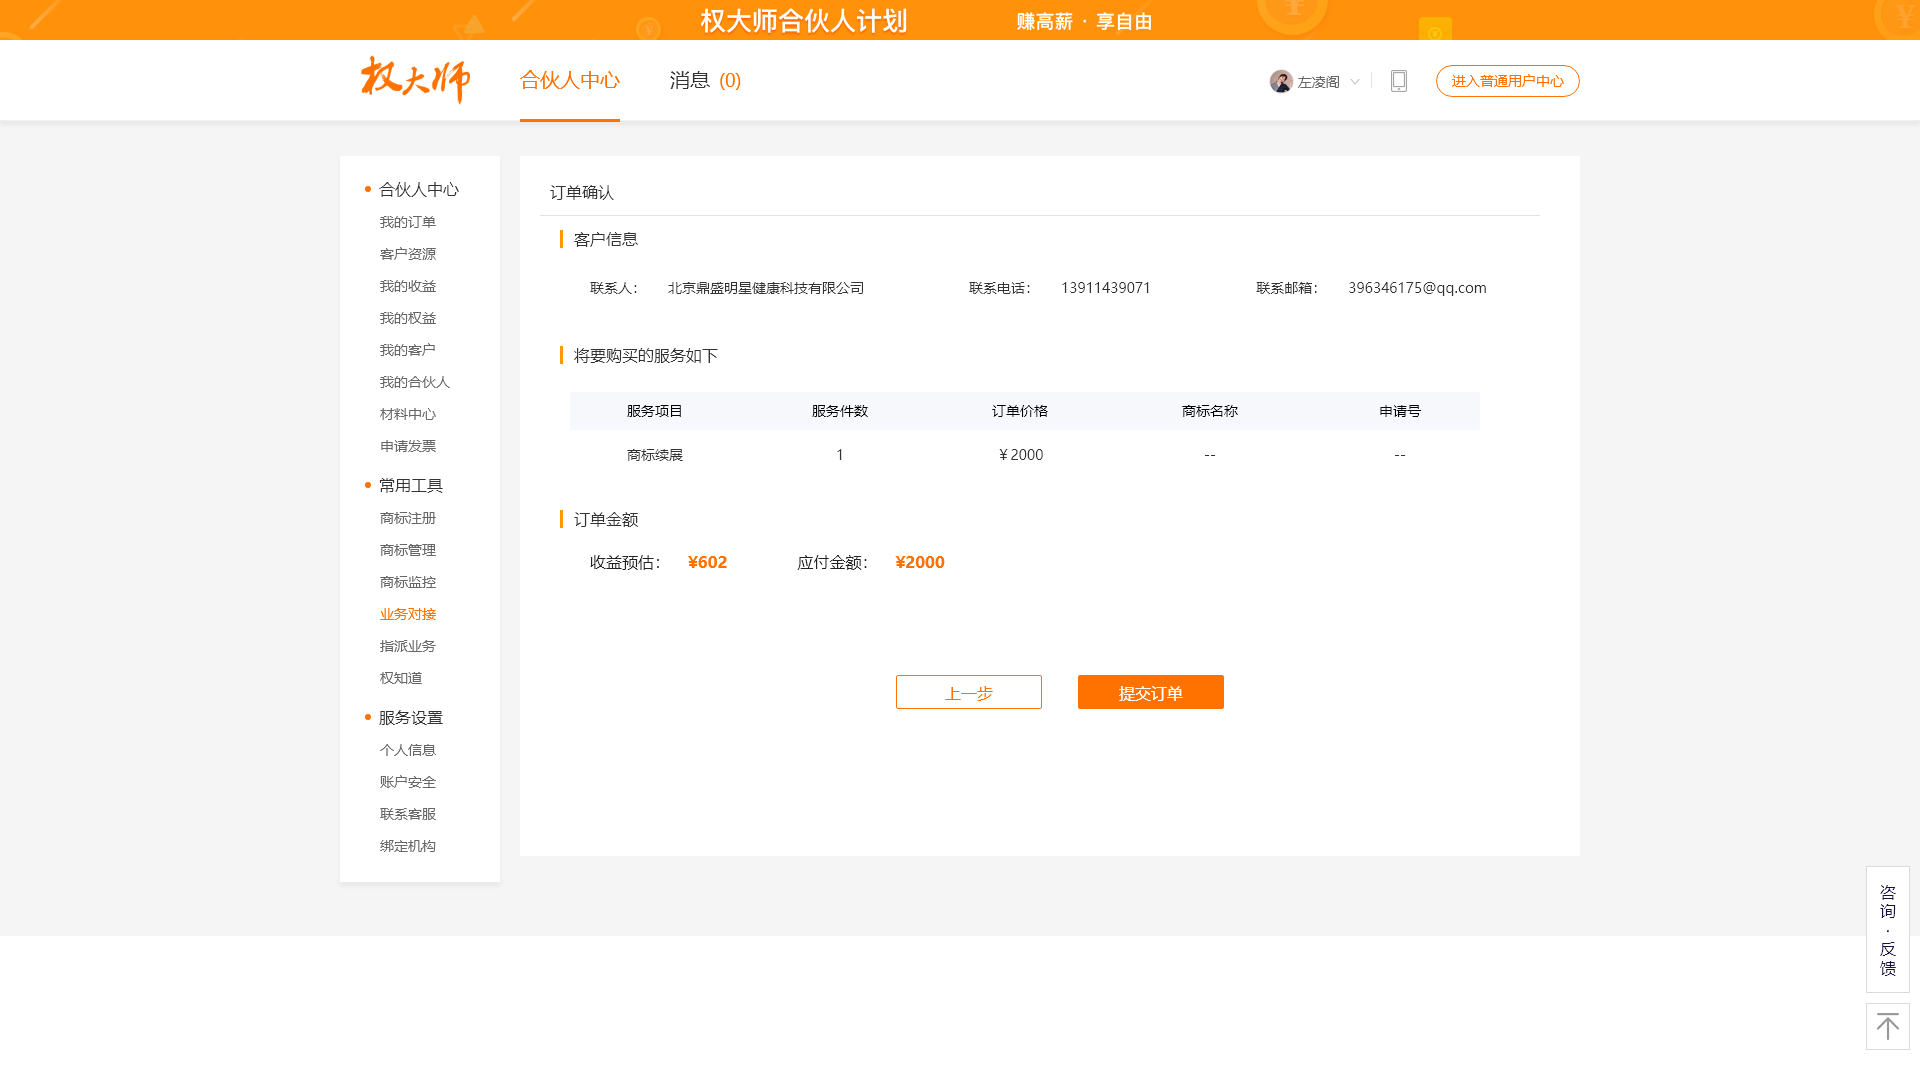 权大师合伙人计划 赚高薪 · 享自由
权大师 合伙人中心 消息 (0) 左凌阁 进入普通用户中心
合伙人中心
我的订单
客户资源
我的收益
我的权益
我的客户
我的合伙人
材料中心
申请发票
常用工具
商标注册
商标管理
商标监控
业务对接
指派业务
权知道
服务设置
个人信息
账户安全
联系客服
绑定机构
订单确认
客户信息
联系人： 北京鼎盛明星健康科技有限公司 联系电话： 13911439071 联系邮箱： 396346175@qq.com
将要购买的服务如下
服务项目 服务件数 订单价格 商标名称 申请号
商标续展 1 ¥2000 -- --
订单金额
收益预估： ¥602 应付金额： ¥2000
上一步 提交订单
咨
询
·
反
馈